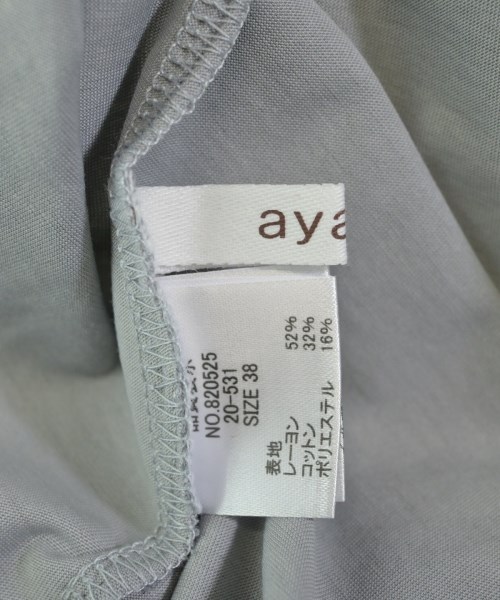 aya
NO.820525
20-531
SIZE 38
表地
レーヨン 52%
コットン 32%
ポリエステル 16%